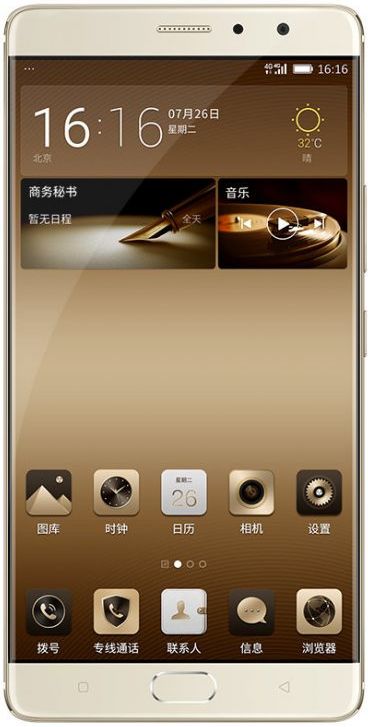 4G 4G 16:16
16:16 07月26日
星期二
北京
32℃
晴
商务秘书
暂无日程 全天
音乐
星期二
26
图库 时钟 日历 相机 设置
拨号 专线通话 联系人 信息 浏览器